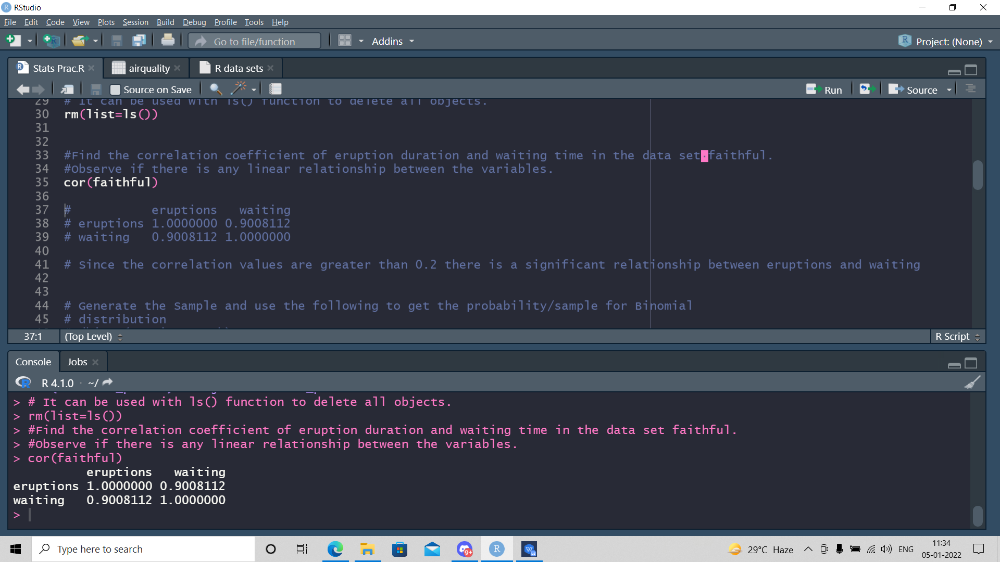 RStudio
File Edit Code View Plots Session Build Debug Profile Tools Help
Go to file/function Addins Project: (None)
Stats Prac.R airquality R data sets
Source on Save Run Source
29 # It can be used with ls() function to delete all objects.
30 rm(list=ls())
31
32
33 #Find the correlation coefficient of eruption duration and waiting time in the data set faithful.
34 #Observe if there is any linear relationship between the variables.
35 cor(faithful)
36
37 #           eruptions   waiting
38 # eruptions 1.0000000 0.9008112
39 # waiting   0.9008112 1.0000000
40
41 # Since the correlation values are greater than 0.2 there is a significant relationship between eruptions and waiting
42
43
44 # Generate the Sample and use the following to get the probability/sample for Binomial
45 # distribution
37:1 (Top Level) R Script
Console Jobs
R 4.1.0 · ~/
> # It can be used with ls() function to delete all objects.
> rm(list=ls())
> #Find the correlation coefficient of eruption duration and waiting time in the data set faithful.
> #Observe if there is any linear relationship between the variables.
> cor(faithful)
          eruptions   waiting
eruptions 1.0000000 0.9008112
waiting   0.9008112 1.0000000
>
Type here to search 9+ R W 29°C Haze ENG 11:34
05-01-2022